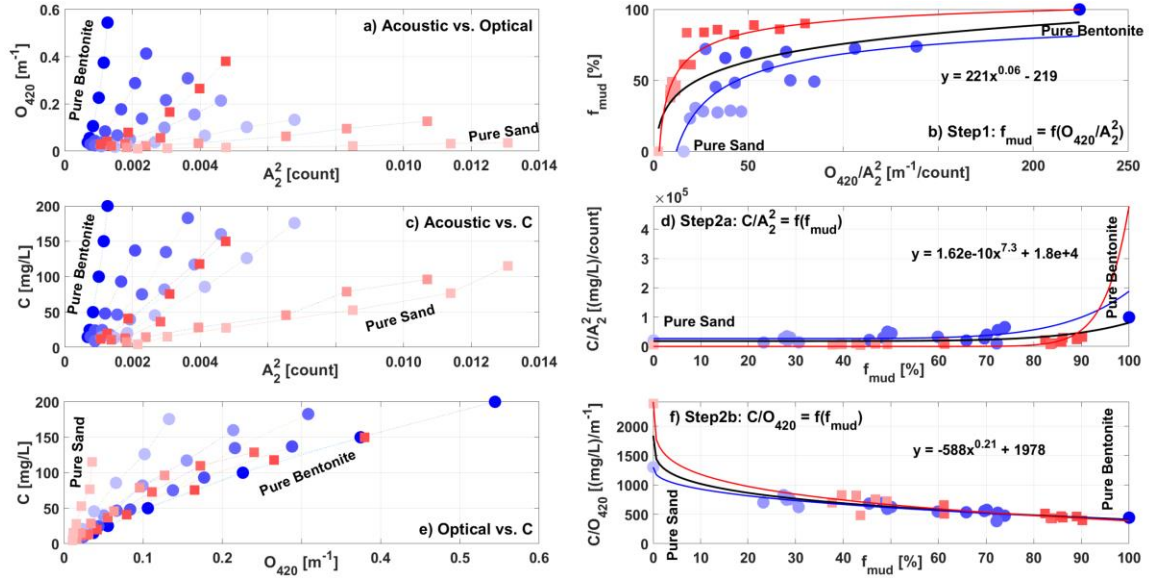 a) Acoustic vs. Optical
Pure Bentonite
Pure Sand
O420 [m⁻¹]
0 0.2 0.4 0.6
0 0.002 0.004 0.006 0.008 0.010 0.012 0.014
A₂² [count]
100
50
0
fmud [%]
Pure Bentonite
y = 221x^0.06 - 219
Pure Sand
b) Step1: fmud = f(O420/A₂²)
50 100 150 200 250
O420/A₂² [m⁻¹/count]
c) Acoustic vs. C
Pure Bentonite
Pure Sand
C [mg/L]
200
150
100
50
0
0 0.002 0.004 0.006 0.008 0.010 0.012 0.014
A₂² [count]
×10⁵
d) Step2a: C/A₂² = f(fmud)
y = 1.62e-10x^7.3 + 1.8e+4
Pure Sand
Pure Bentonite
C/A₂² [(mg/L)/count]
4
3
2
1
0
0 10 20 30 40 50 60 70 80 90 100
fmud [%]
Pure Sand
Pure Bentonite
e) Optical vs. C
C [mg/L]
200
150
100
50
0
0.1 0.2 0.3 0.4 0.5 0.6
O420 [m⁻¹]
f) Step2b: C/O420 = f(fmud)
y = -588x^0.21 + 1978
Pure Sand
Pure Bentonite
C/O420 [(mg/L)/m⁻¹]
2000
1500
1000
500
0
0 10 20 30 40 50 60 70 80 90 100
fmud [%]